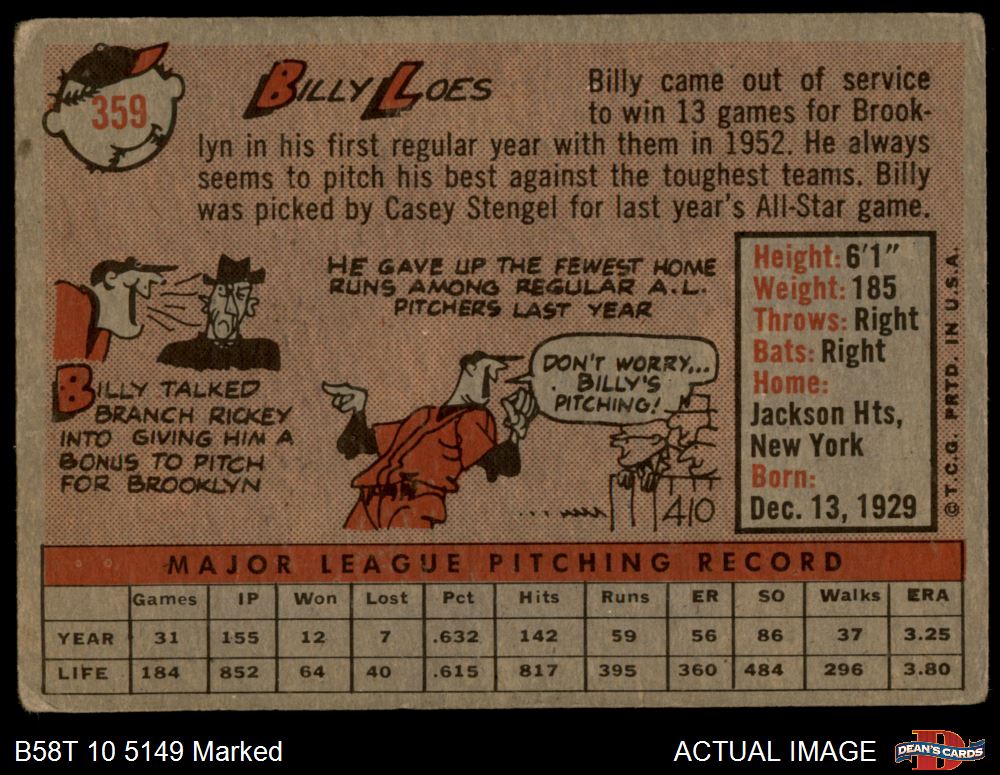 359
BILLY LOES
Billy came out of service
to win 13 games for Brook-
lyn in his first regular year with them in 1952. He always
seems to pitch his best against the toughest teams. Billy
was picked by Casey Stengel for last year's All-Star game.
HE GAVE UP THE FEWEST HOME
RUNS AMONG REGULAR A.L.
PITCHERS LAST YEAR
BILLY TALKED
BRANCH RICKEY
INTO GIVING HIM A
BONUS TO PITCH
FOR BROOKLYN
DON'T WORRY...
BILLY'S
PITCHING!
410
Height: 6'1"
Weight: 185
Throws: Right
Bats: Right
Home:
Jackson Hts,
New York
Born:
Dec. 13, 1929
© T.C.G. PRTD. IN U.S.A.
MAJOR LEAGUE PITCHING RECORD
Games IP Won Lost Pct Hits Runs ER SO Walks ERA
YEAR 31 155 12 7 .632 142 59 56 86 37 3.25
LIFE 184 852 64 40 .615 817 395 360 484 296 3.80
B58T 10 5149 Marked
ACTUAL IMAGE
DEAN'S CARDS